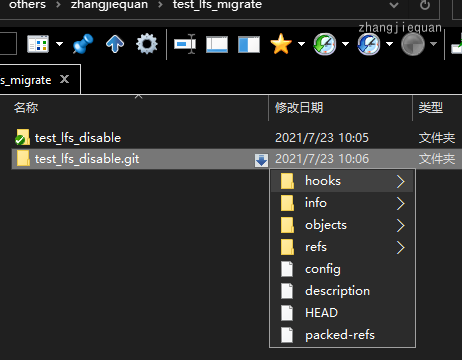 others
zhangjiequan
test_lfs_migrate
zhangjiequan
s_migrate X
名称 修改日期 类型
test_lfs_disable 2021/7/23 10:05 文件夹
test_lfs_disable.git 2021/7/23 10:06 文件夹
hooks
info
objects
refs
config
description
HEAD
packed-refs